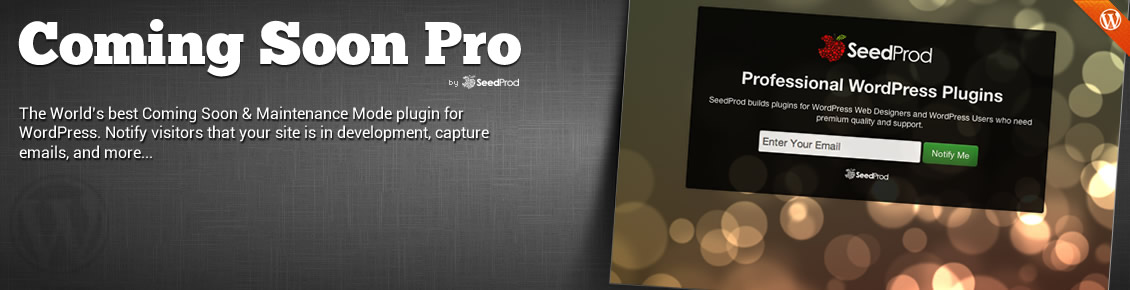 Coming Soon Pro
by SeedProd
The World's best Coming Soon & Maintenance Mode plugin for
WordPress. Notify visitors that your site is in development, capture
emails, and more...
SeedProd
Professional WordPress Plugins
SeedProd builds plugins for WordPress Web Designers and WordPress Users who need
premium quality and support.
Enter Your Email
Notify Me
SeedProd